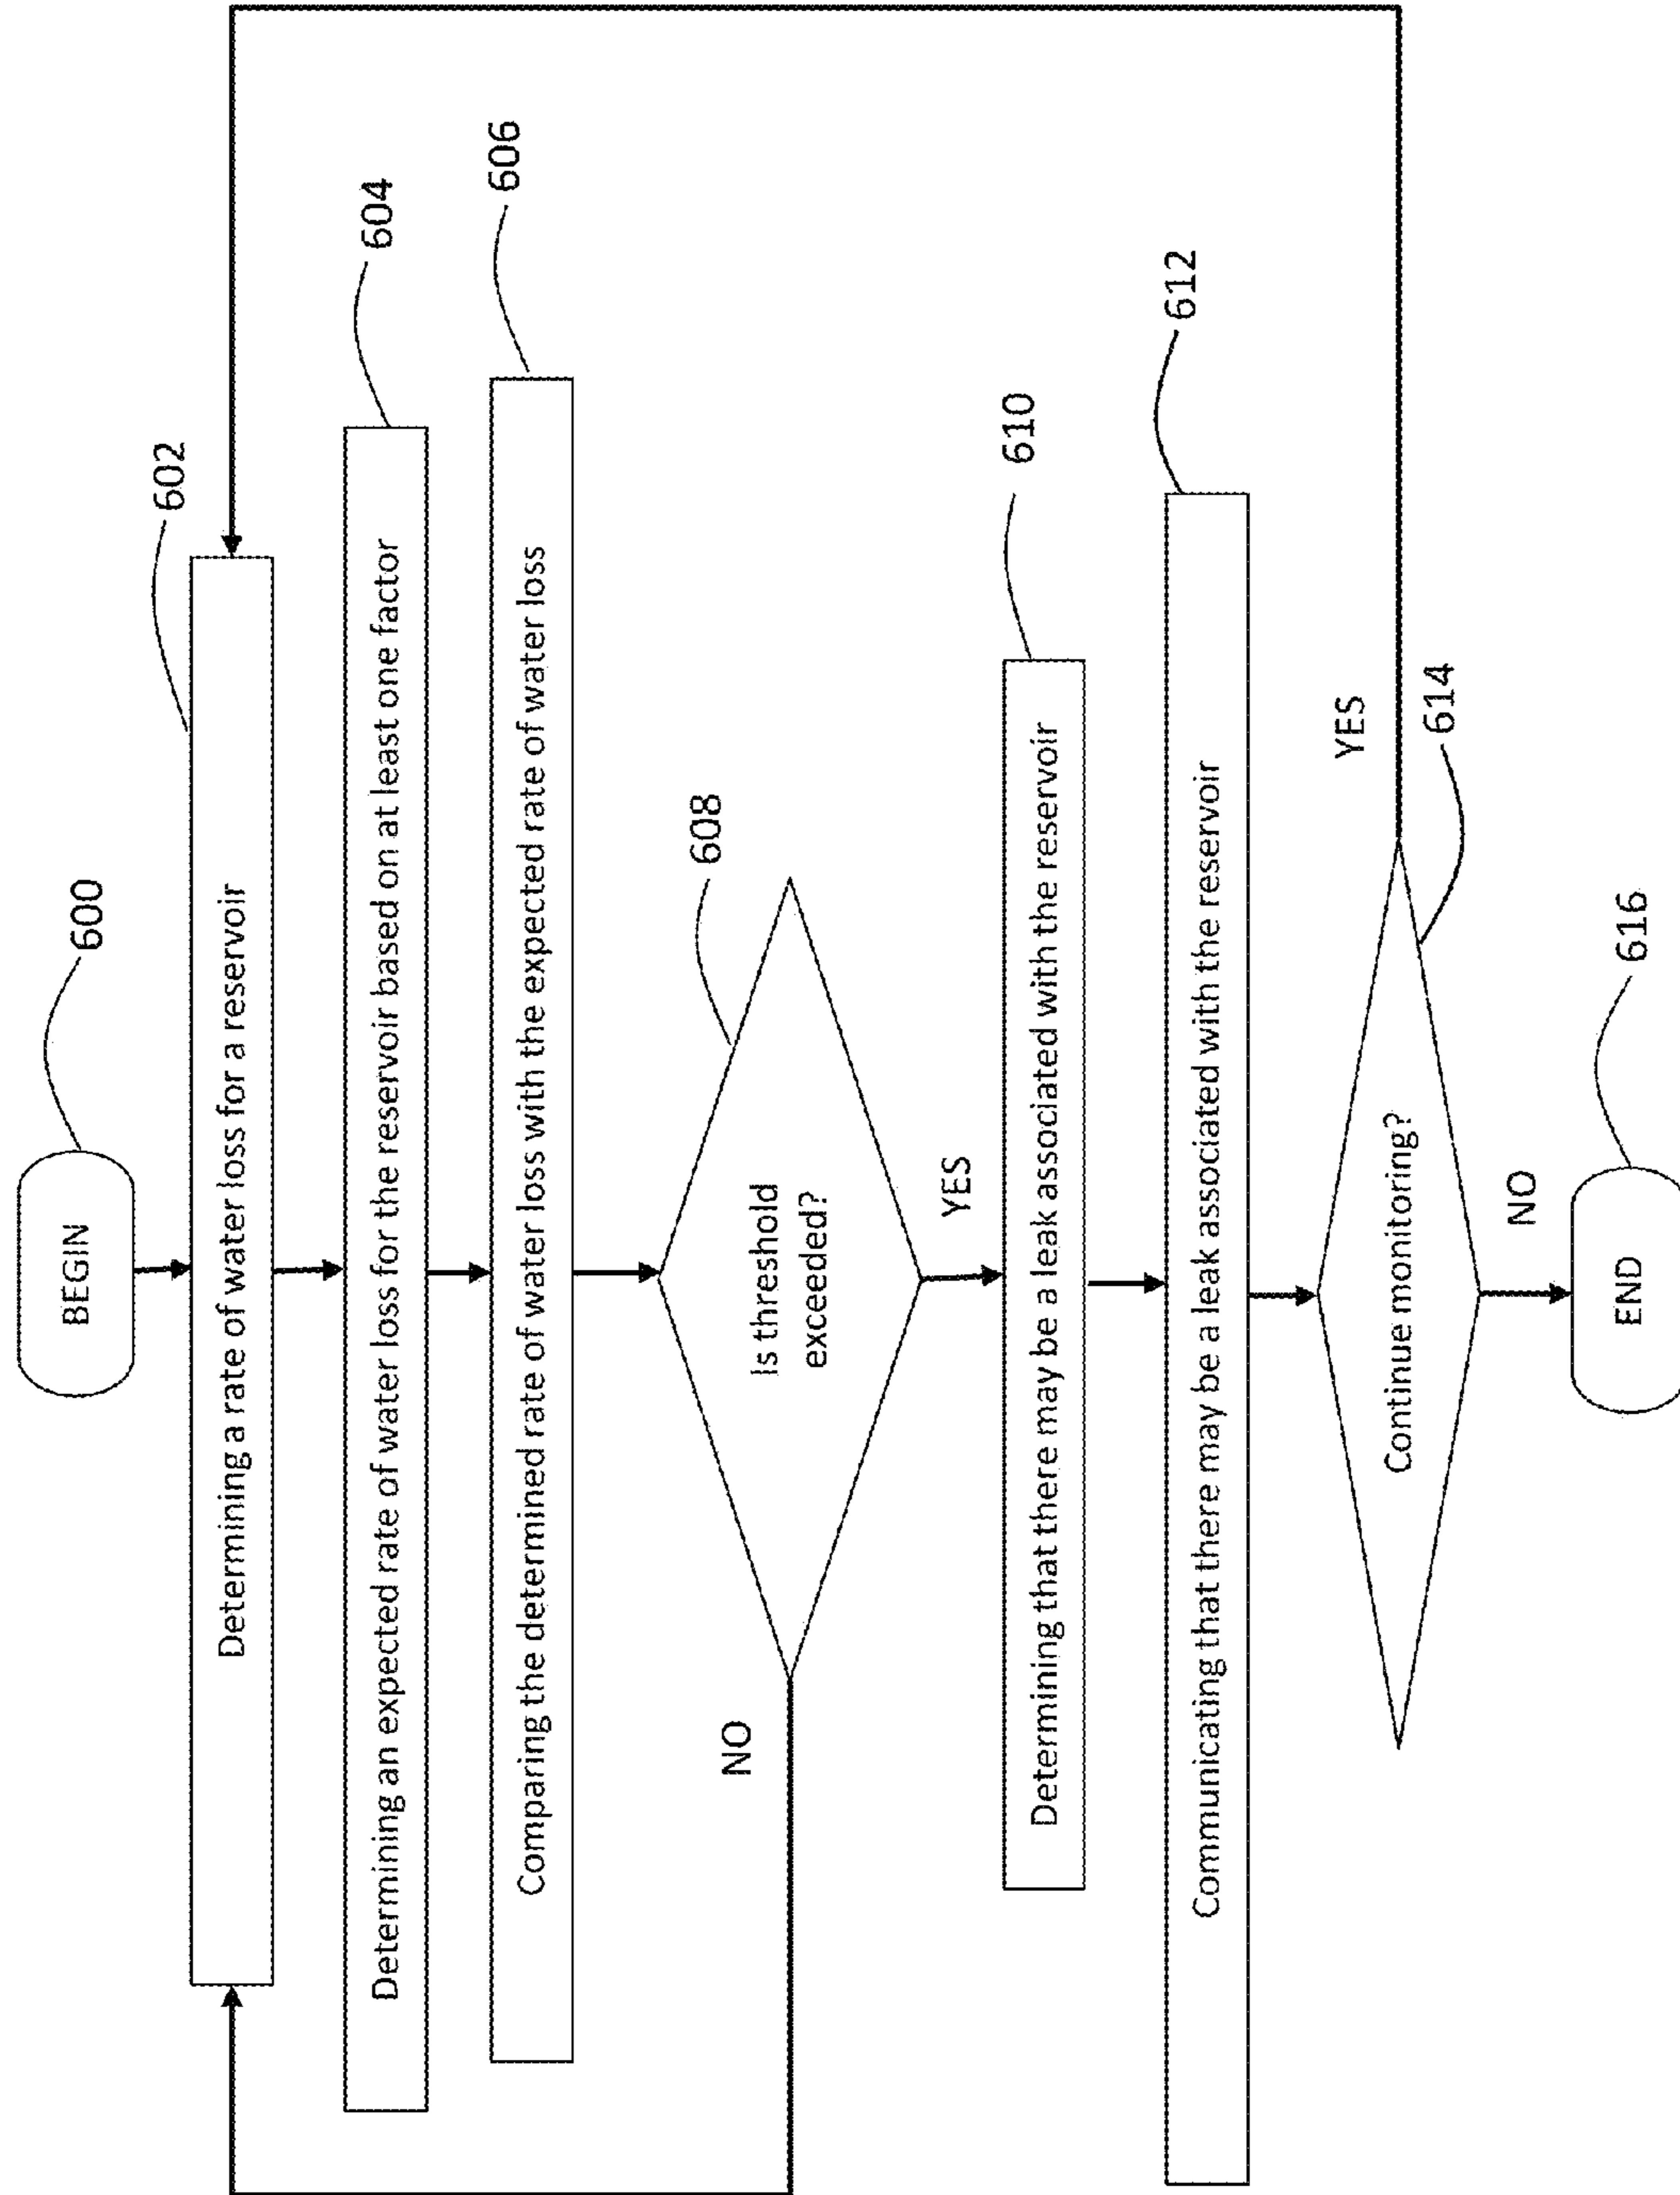 BEGIN
600
Determining a rate of water loss for a reservoir
602
Determining an expected rate of water loss for the reservoir based on at least one factor
604
Comparing the determined rate of water loss with the expected rate of water loss
606
Is threshold
exceeded?
608
NO
YES
Determining that there may be a leak associated with the reservoir
610
Communicating that there may be a leak associated with the reservoir
612
Continue monitoring?
YES
614
NO
END
616